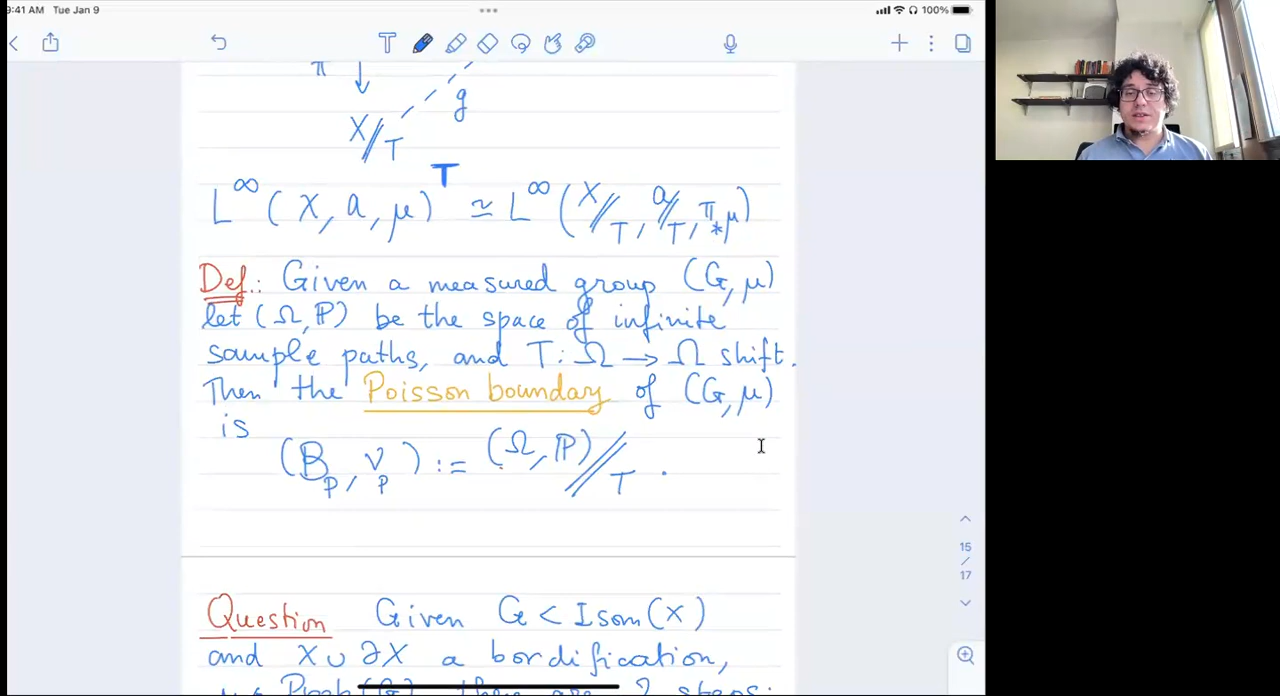 9:41 AM Tue Jan 9
100%
π
g
X//T
L^∞(X, a, μ)^T ≃ L^∞(X//T, a//T, π_*μ)
Def.: Given a measured group (G, μ)
let (Ω, ℙ) be the space of infinite
sample paths, and T: Ω → Ω shift.
Then the Poisson boundary of (G, μ)
is
(B_P, ν_P) := (Ω, ℙ)//T .
15
/
17
Question Given G < Isom(X)
and X ∪ ∂X a bordification,